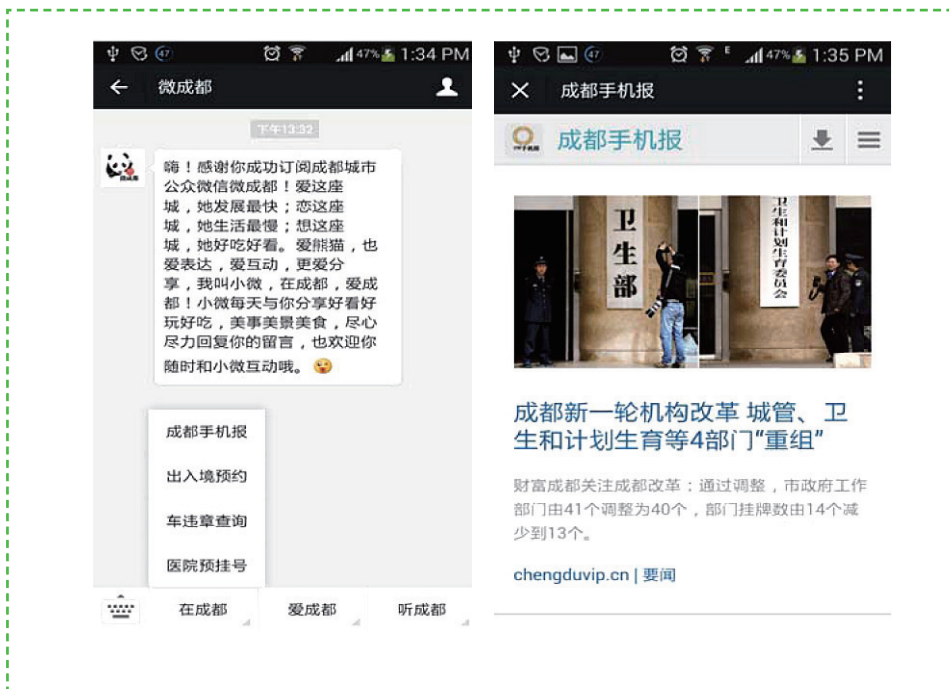 47
47% 1:34 PM
微成都
下午13:32
嗨！感谢你成功订阅成都城市
公众微信微成都！爱这座
城，她发展最快；恋这座
城，她生活最慢；想这座
城，她好吃好看。爱熊猫，也
爱表达，爱互动，更爱分
享，我叫小微，在成都，爱成
都！小微每天与你分享好看好
玩好吃，美事美景美食，尽心
尽力回复你的留言，也欢迎你
随时和小微互动哦。
成都手机报
出入境预约
车违章查询
医院预挂号
在成都
爱成都
听成都
47
E
47% 1:35 PM
成都手机报
成都手机报
卫生部
卫生和计划生育委员会
成都新一轮机构改革 城管、卫
生和计划生育等4部门“重组”
财富成都关注成都改革；通过调整，市政府工作
部门由41个调整为40个，部门挂牌数由14个减
少到13个。
chengduvip.cn | 要闻